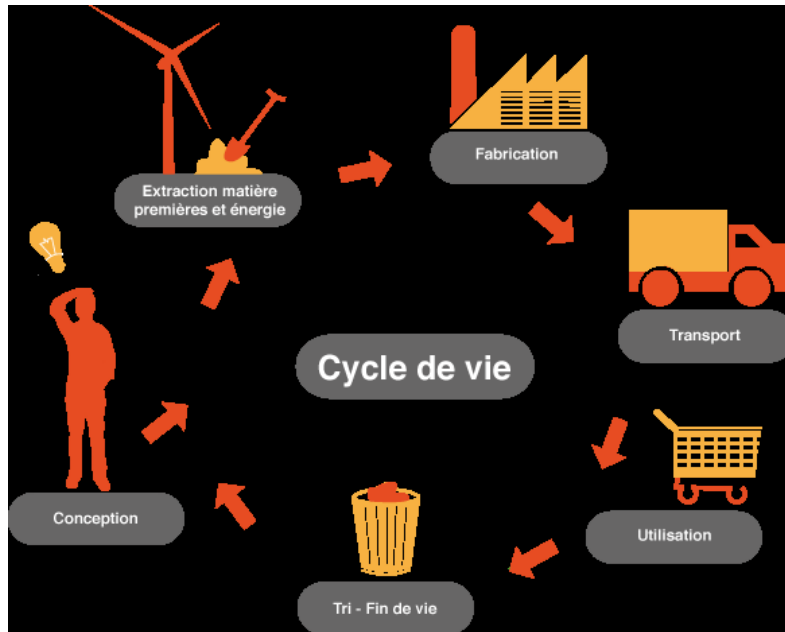 Extraction matière
premières et énergie
Fabrication
Transport
Cycle de vie
Utilisation
Tri - Fin de vie
Conception